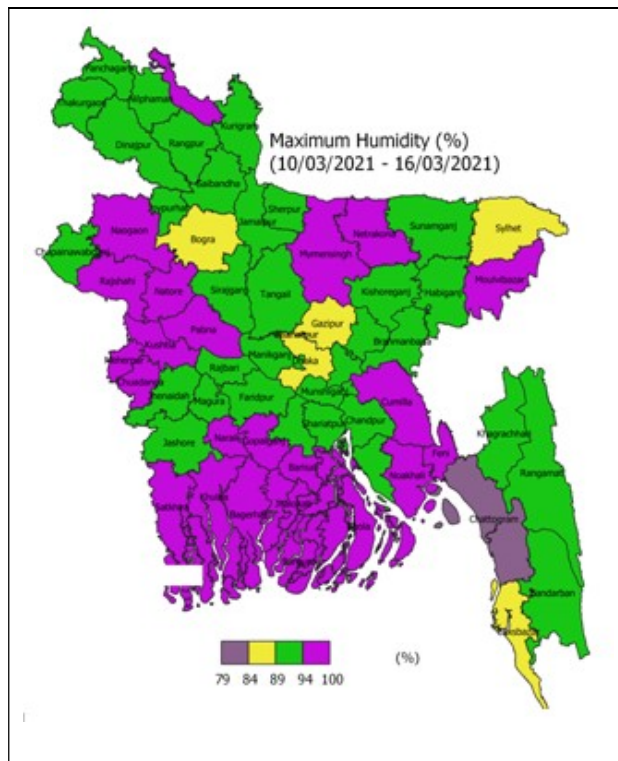 Panchagarh
Nilphamari
Thakurgaon
Kurigram
Dinajpur
Rangpur
Maximum Humidity (%)
(10/03/2021 - 16/03/2021)
Gaibandha
Sherpur
Jamalpur
Naogaon
Bogra
Mymensingh
Netrakona
Sunamganj
Sylhet
Chapainawabganj
Rajshahi
Natore
Sirajganj
Tangail
Kishoreganj
Habiganj
Moulvibazar
Gazipur
Pabna
Kushtia
Manikganj
Dhaka
Brahmanbaria
Meherpur
Chuadanga
Rajbari
Jhenaidah
Magura
Faridpur
Munshiganj
Cumilla
Shariatpur
Chandpur
Khagrachhari
Jashore
Narail
Gopalganj
Feni
Rangamati
Barisal
Noakhali
Satkhira
Khulna
Bagerhat
Bhola
Chattogram
Bandarban
Coxsbazar
79 84 89 94 100
(%)